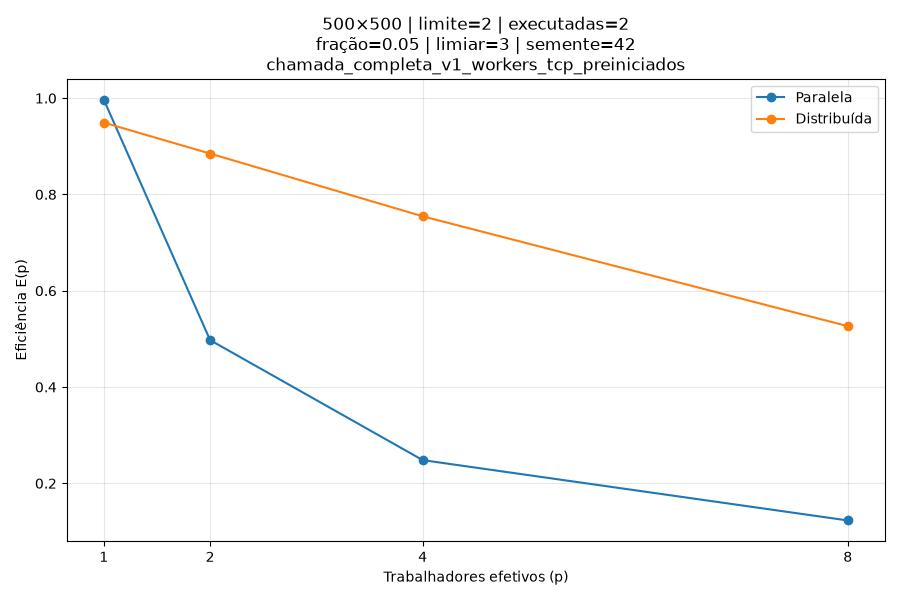 500×500 | limite=2 | executadas=2
fração=0.05 | limiar=3 | semente=42
chamada_completa_v1_workers_tcp_preiniciados
Paralela
Distribuída
1.0
0.8
0.6
0.4
0.2
Eficiência E(p)
1
2
4
8
Trabalhadores efetivos (p)